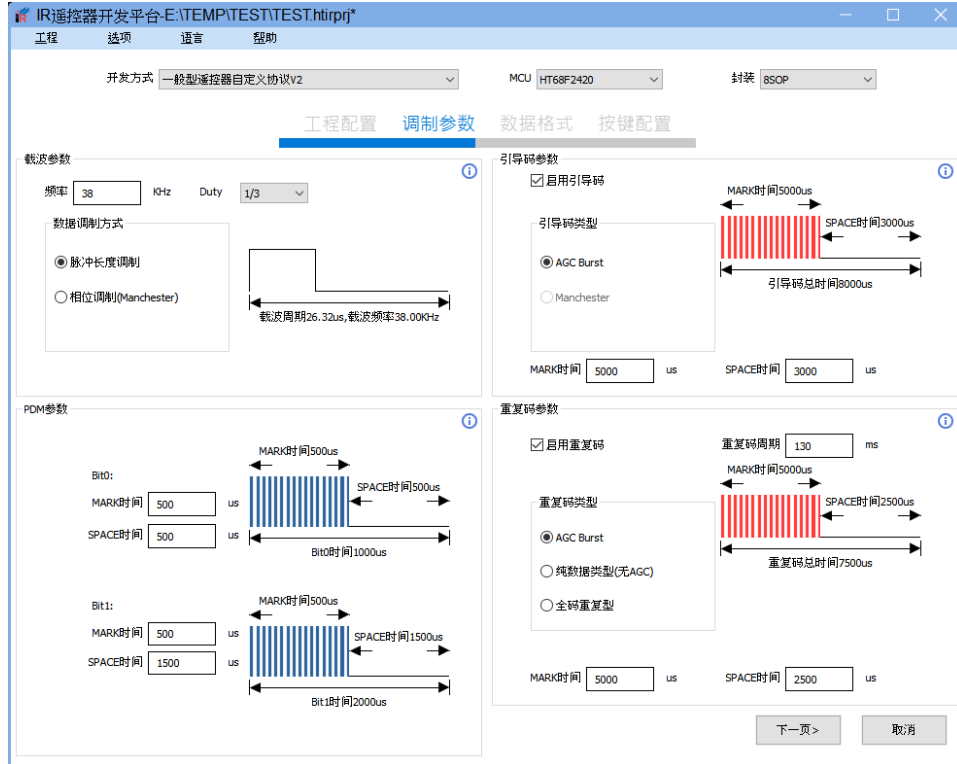 IR遥控器开发平台-E:\TEMP\TEST\TEST.htirprj*
工程 选项 语言 帮助
开发方式 一般型遥控器自定义协议V2 MCU HT68F2420 封装 8SOP
工程配置 调制参数 数据格式 按键配置
载波参数
频率 38 KHz Duty 1/3
数据调制方式
脉冲长度调制
相位调制(Manchester)
载波周期26.32us,载波频率38.00KHz
引导码参数
启用引导码
MARK时间5000us
SPACE时间3000us
引导码类型
AGC Burst
Manchester
引导码总时间8000us
MARK时间 5000 us SPACE时间 3000 us
PDM参数
MARK时间500us
Bit0:
SPACE时间500us
MARK时间 500 us
SPACE时间 500 us
Bit0时间1000us
MARK时间500us
Bit1:
MARK时间 500 us
SPACE时间1500us
SPACE时间 1500 us
Bit1时间2000us
重复码参数
启用重复码 重复码周期 130 ms
MARK时间5000us
SPACE时间2500us
重复码类型
AGC Burst
纯数据类型(无AGC)
全码重复型
重复码总时间7500us
MARK时间 5000 us SPACE时间 2500 us
下一页> 取消